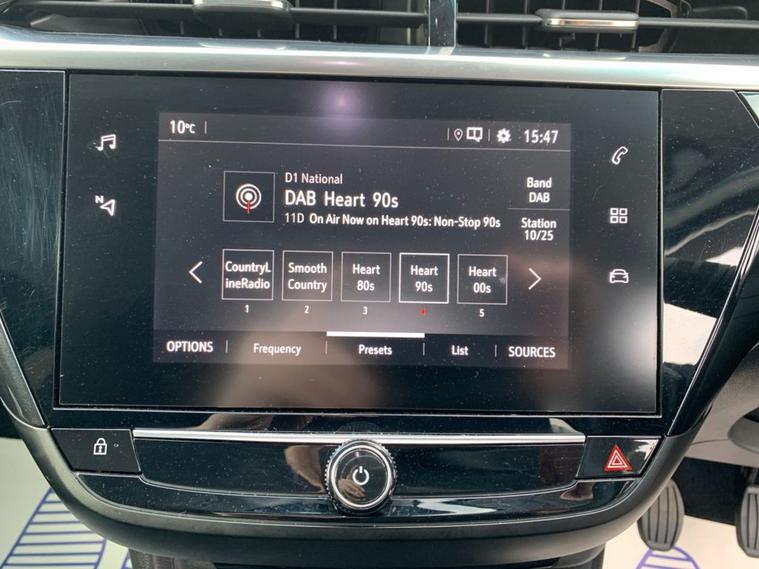 10°C
15:47
D1 National
DAB Heart 90s
11D On Air Now on Heart 90s: Non-Stop 90s
Band
DAB
Station
10/25
CountryL
ineRadio
Smooth
Country
Heart
80s
Heart
90s
Heart
00s
1 2 3 4 5
OPTIONS Frequency Presets List SOURCES
N